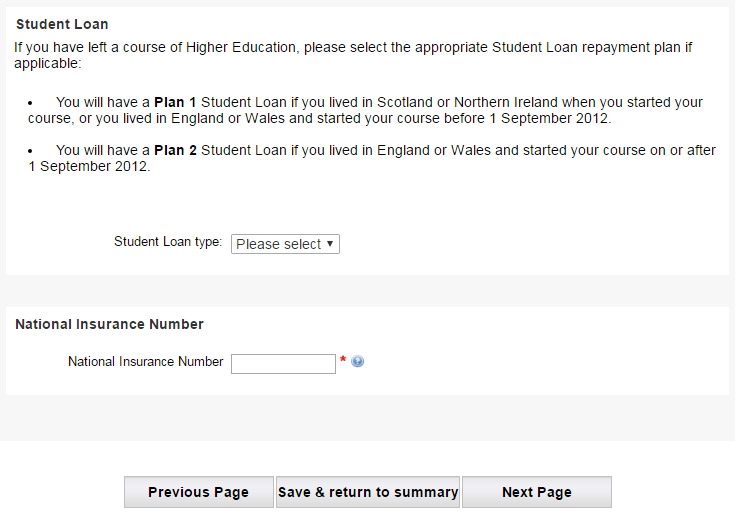 Student Loan
If you have left a course of Higher Education, please select the appropriate Student Loan repayment plan if
applicable:
• You will have a Plan 1 Student Loan if you lived in Scotland or Northern Ireland when you started your
course, or you lived in England or Wales and started your course before 1 September 2012.
• You will have a Plan 2 Student Loan if you lived in England or Wales and started your course on or after
1 September 2012.
Student Loan type: Please select ▼
National Insurance Number
National Insurance Number * ?
Previous Page Save & return to summary Next Page